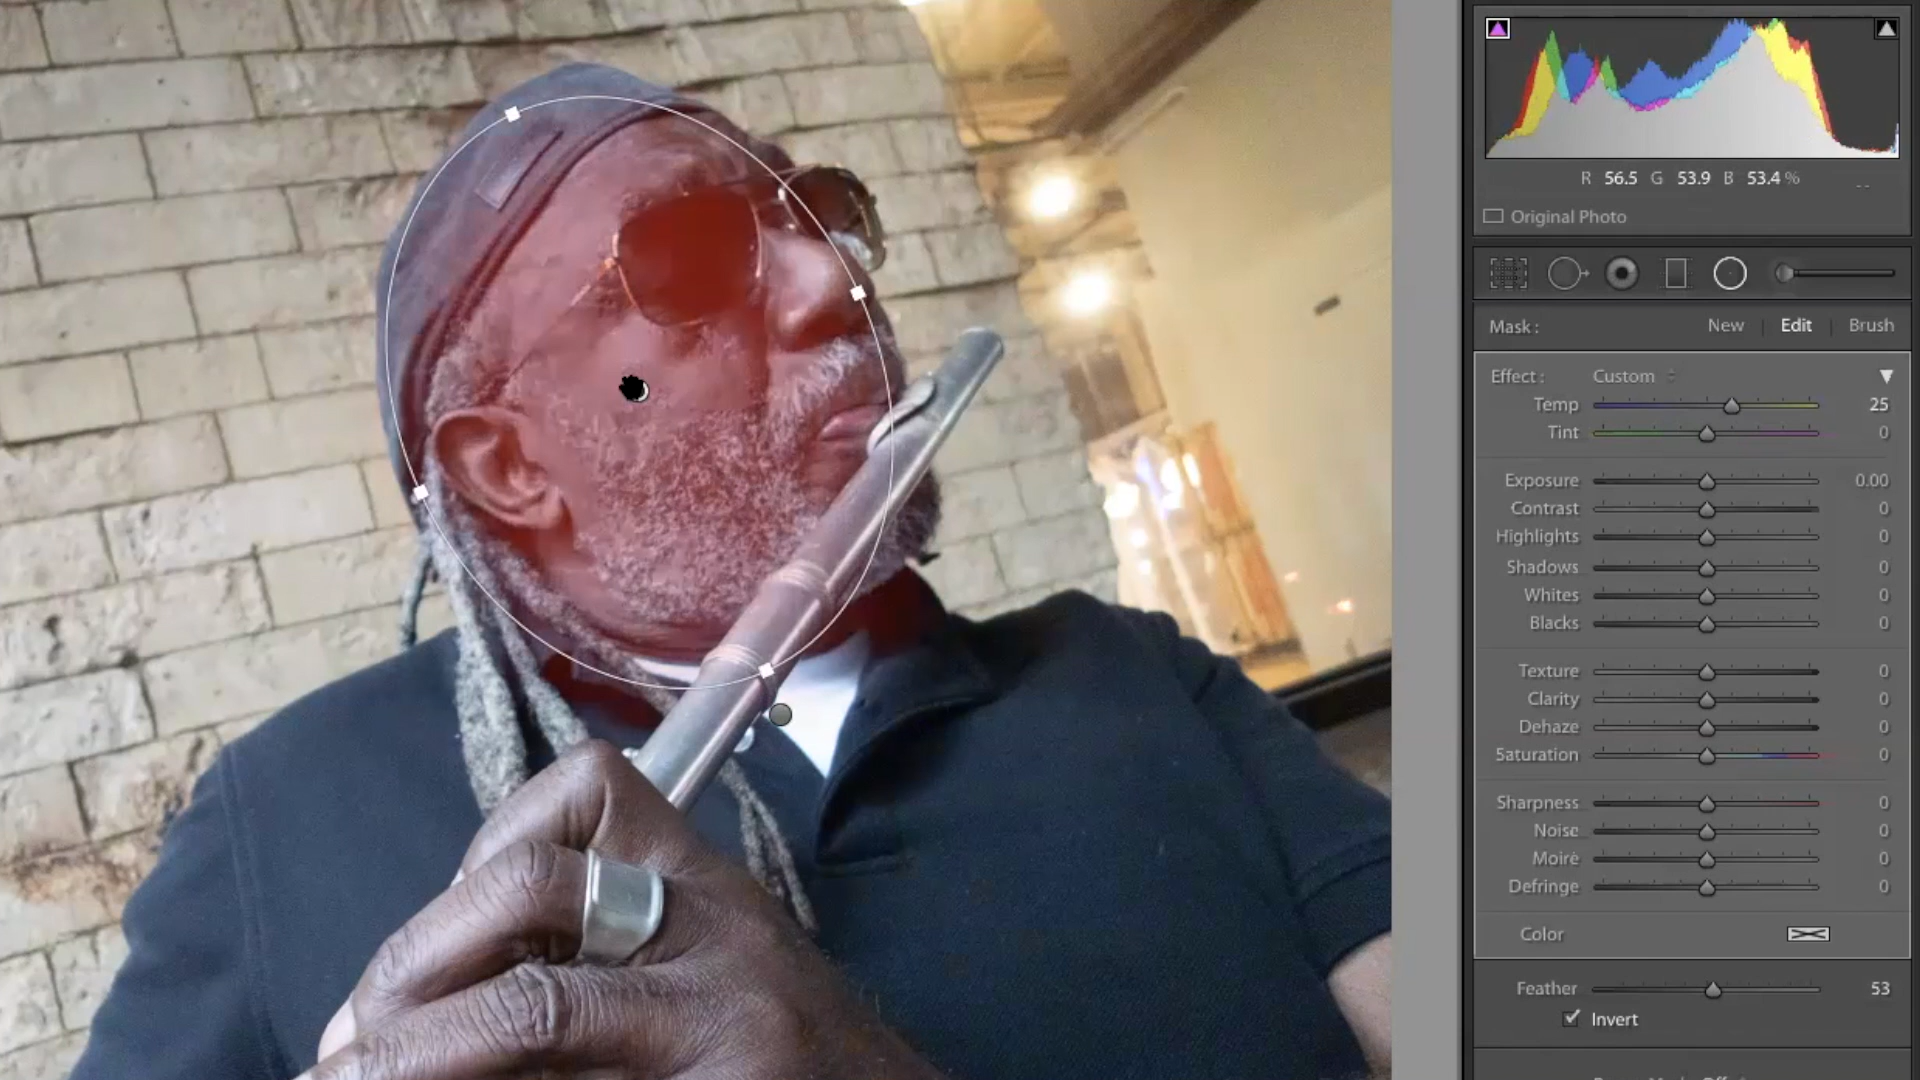 R 56.5 G 53.9 B 53.4 % --
Original Photo
Mask : New Edit Brush
Effect : Custom
Temp 25
Tint 0
Exposure 0.00
Contrast 0
Highlights 0
Shadows 0
Whites 0
Blacks 0
Texture 0
Clarity 0
Dehaze 0
Saturation 0
Sharpness 0
Noise 0
Moiré 0
Defringe 0
Color
Feather 53
Invert